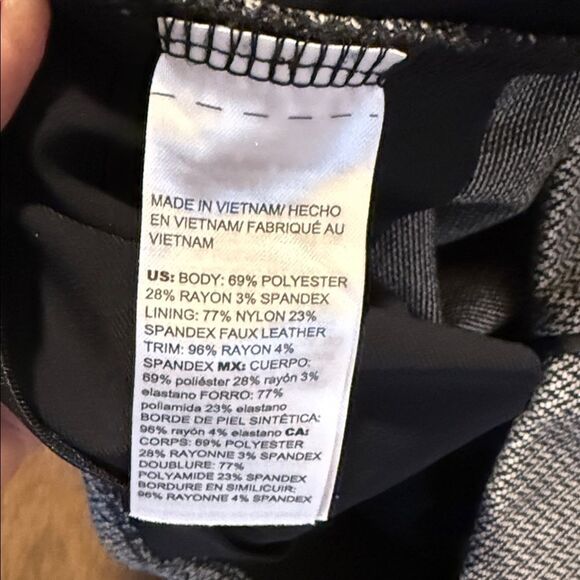 MADE IN VIETNAM/ HECHO
EN VIETNAM/ FABRIQUÉ AU
VIETNAM
US: BODY: 69% POLYESTER
28% RAYON 3% SPANDEX
LINING: 77% NYLON 23%
SPANDEX FAUX LEATHER
TRIM: 96% RAYON 4%
SPANDEX MX: CUERPO:
69% poliéster 28% rayón 3%
elastano FORRO: 77%
poliamida 23% elastano
BORDE DE PIEL SINTÉTICA:
96% rayón 4% elastano CA:
CORPS: 69% POLYESTER
28% RAYONNE 3% SPANDEX
DOUBLURE: 77%
POLYAMIDE 23% SPANDEX
BORDURE EN SIMILICUIR:
96% RAYONNE 4% SPANDEX